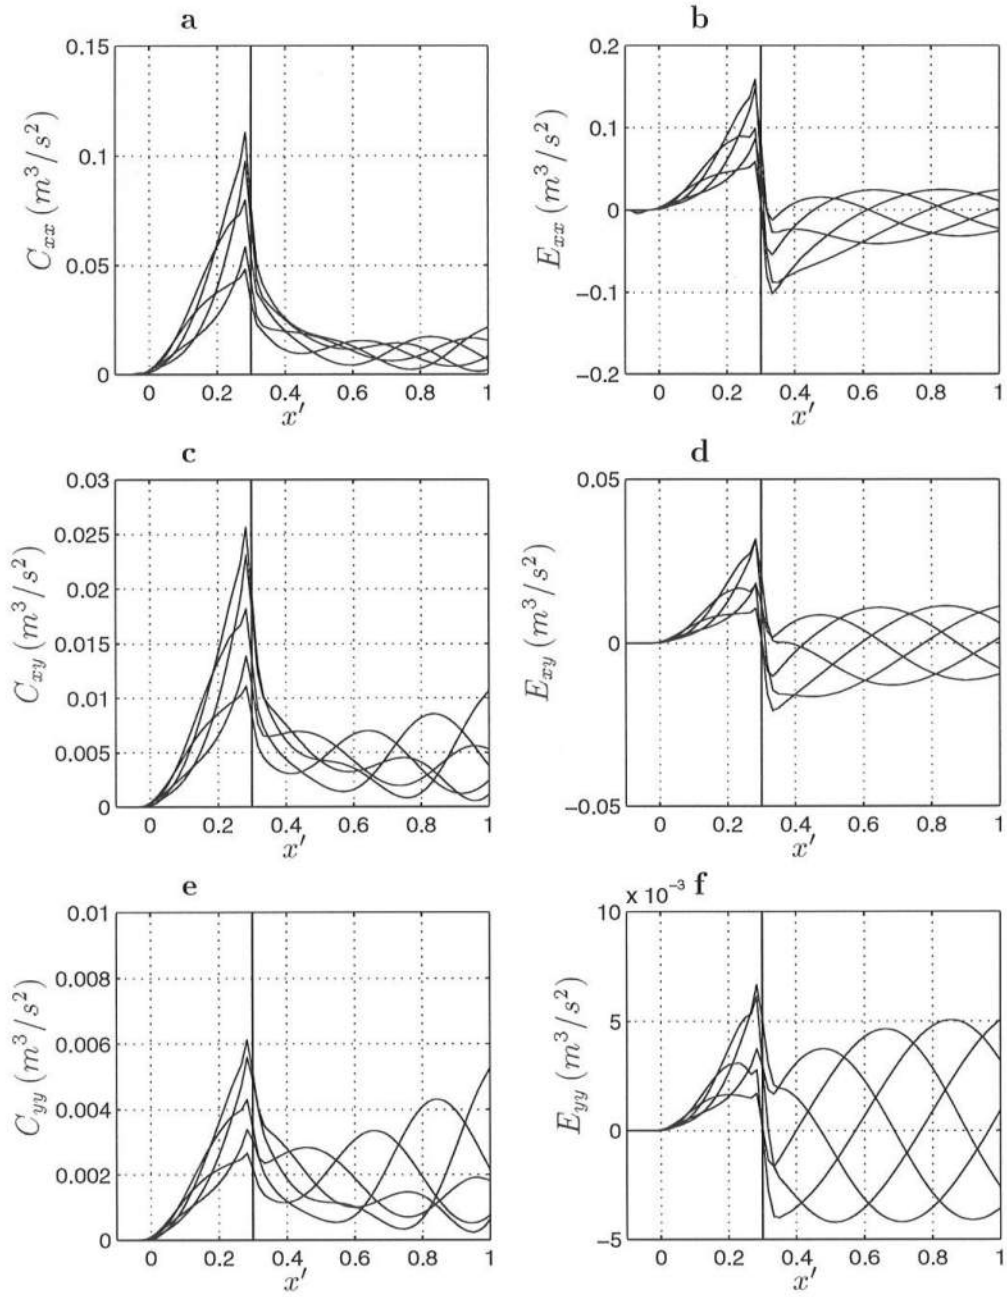 a
0.15
0.1
0.05
0
C_{xx} (m^3/s^2)
0 0.2 0.4 0.6 0.8 1
x'
b
0.2
0.1
0
−0.1
−0.2
E_{xx} (m^3/s^2)
0 0.2 0.4 0.6 0.8 1
x'
c
0.03
0.025
0.02
0.015
0.01
0.005
0
C_{xy} (m^3/s^2)
0 0.2 0.4 0.6 0.8 1
x'
d
0.05
0
−0.05
E_{xy} (m^3/s^2)
0 0.2 0.4 0.6 0.8 1
x'
e
0.01
0.008
0.006
0.004
0.002
0
C_{yy} (m^3/s^2)
0 0.2 0.4 0.6 0.8 1
x'
x 10^{−3} f
10
5
0
−5
E_{yy} (m^3/s^2)
0 0.2 0.4 0.6 0.8 1
x'